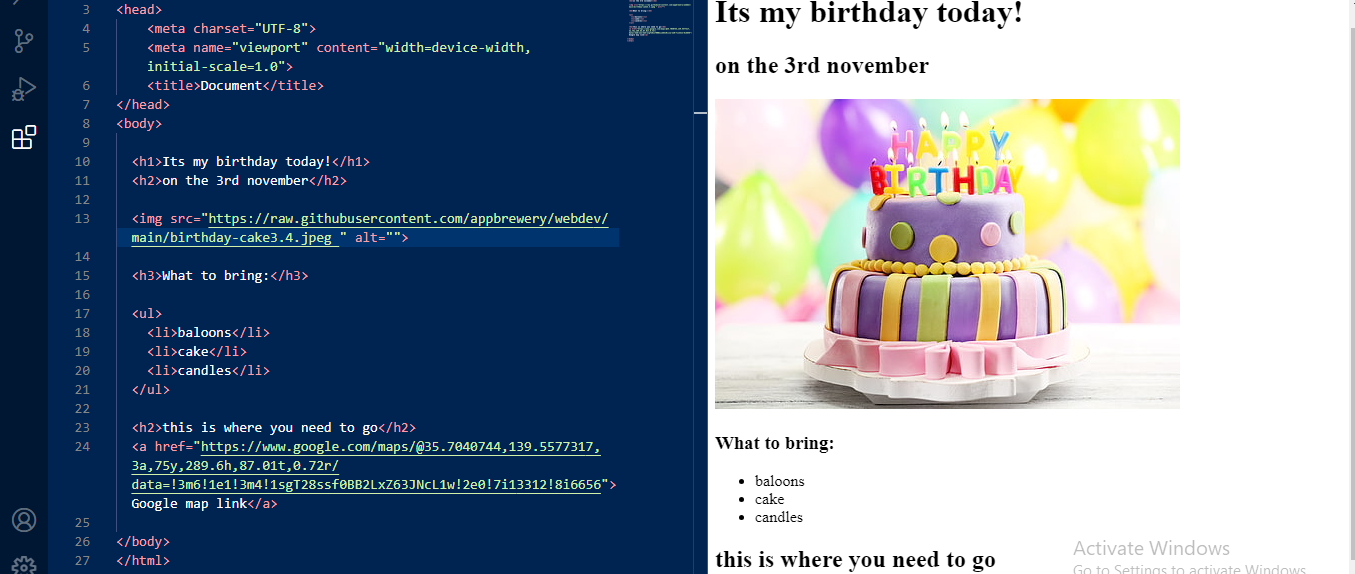 3 <head>
4 <meta charset="UTF-8">
5 <meta name="viewport" content="width=device-width,
initial-scale=1.0">
6 <title>Document</title>
7 </head>
8 <body>
9
10 <h1>Its my birthday today!</h1>
11 <h2>on the 3rd november</h2>
12
13 <img src="https://raw.githubusercontent.com/appbrewery/webdev/
main/birthday-cake3.4.jpeg " alt="">
14
15 <h3>What to bring:</h3>
16
17 <ul>
18 <li>baloons</li>
19 <li>cake</li>
20 <li>candles</li>
21 </ul>
22
23 <h2>this is where you need to go</h2>
24 <a href="https://www.google.com/maps/@35.7040744,139.5577317,
3a,75y,289.6h,87.01t,0.72r/
data=!3m6!1e1!3m4!1sgT28ssf0BB2LxZ63JNcL1w!2e0!7i13312!8i6656">
Google map link</a>
25
26 </body>
27 </html>
Its my birthday today!
on the 3rd november
HAPPY
BIRTHDAY
What to bring:
• baloons
• cake
• candles
this is where you need to go
Activate Windows
Go to Settings to activate Windows.